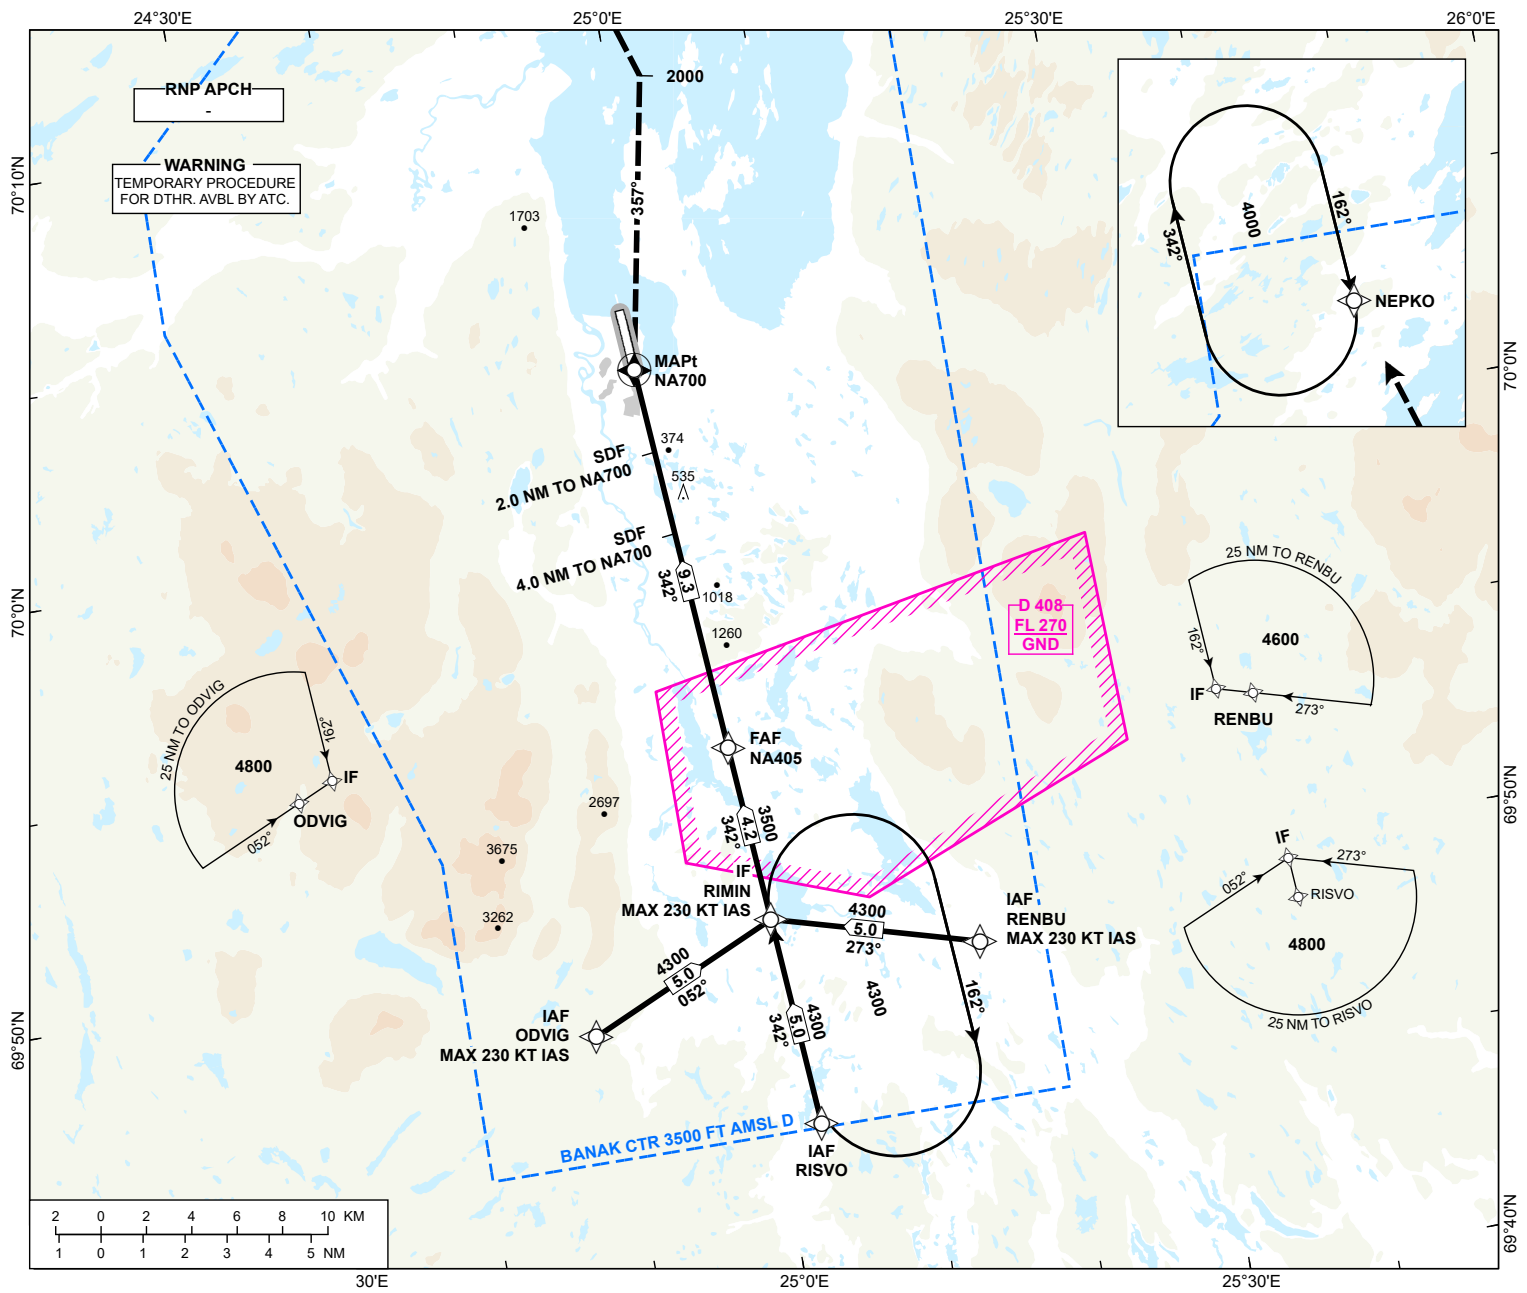 24°30'E
25°0'E
25°30'E
26°0'E
RNP APCH
-
WARNING
TEMPORARY PROCEDURE
FOR DTHR. AVBL BY ATC.
2000
357°
1703
70°10'N
4000
162°
342°
NEPKO
MAPt
NA700
70°0'N
374
SDF
2.0 NM TO NA700
535
SDF
4.0 NM TO NA700
9.3
342°
1018
1260
D 408
FL 270
GND
25 NM TO RENBU
4600
162°
IF
RENBU
273°
70°0'N
25 NM TO ODVIG
4800
162°
IF
ODVIG
052°
FAF
NA405
69°50'N
2697
3675
3262
3500
4.2
342°
IF
RIMIN
MAX 230 KT IAS
4300
5.0
273°
IAF
RENBU
MAX 230 KT IAS
IF
273°
052°
RISVO
4800
25 NM TO RISVO
4300
5.0
052°
IAF
ODVIG
MAX 230 KT IAS
4300
5.0
342°
4300
162°
69°50'N
BANAK CTR 3500 FT AMSL D
IAF
RISVO
69°40'N
2 0 2 4 6 8 10 KM
1 0 1 2 3 4 5 NM
30'E
25°0'E
25°30'E